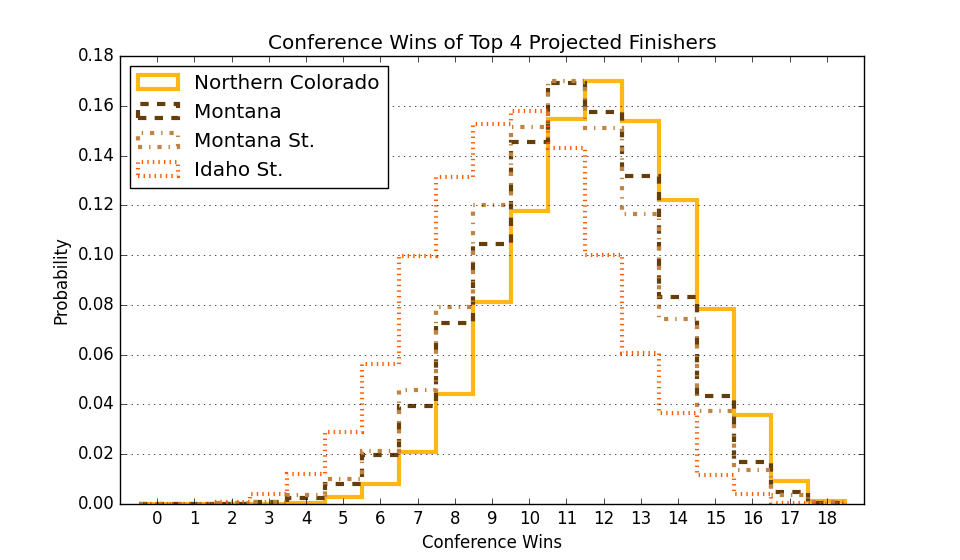 Conference Wins of Top 4 Projected Finishers
Northern Colorado
Montana
Montana St.
Idaho St.
0.18
0.16
0.14
0.12
0.10
0.08
0.06
0.04
0.02
0.00
Probability
0 1 2 3 4 5 6 7 8 9 10 11 12 13 14 15 16 17 18
Conference Wins